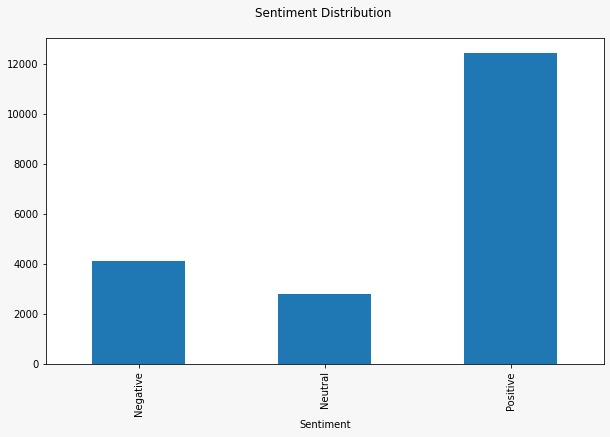 Sentiment Distribution
12000
10000
8000
6000
4000
2000
0
Negative
Neutral
Positive
Sentiment